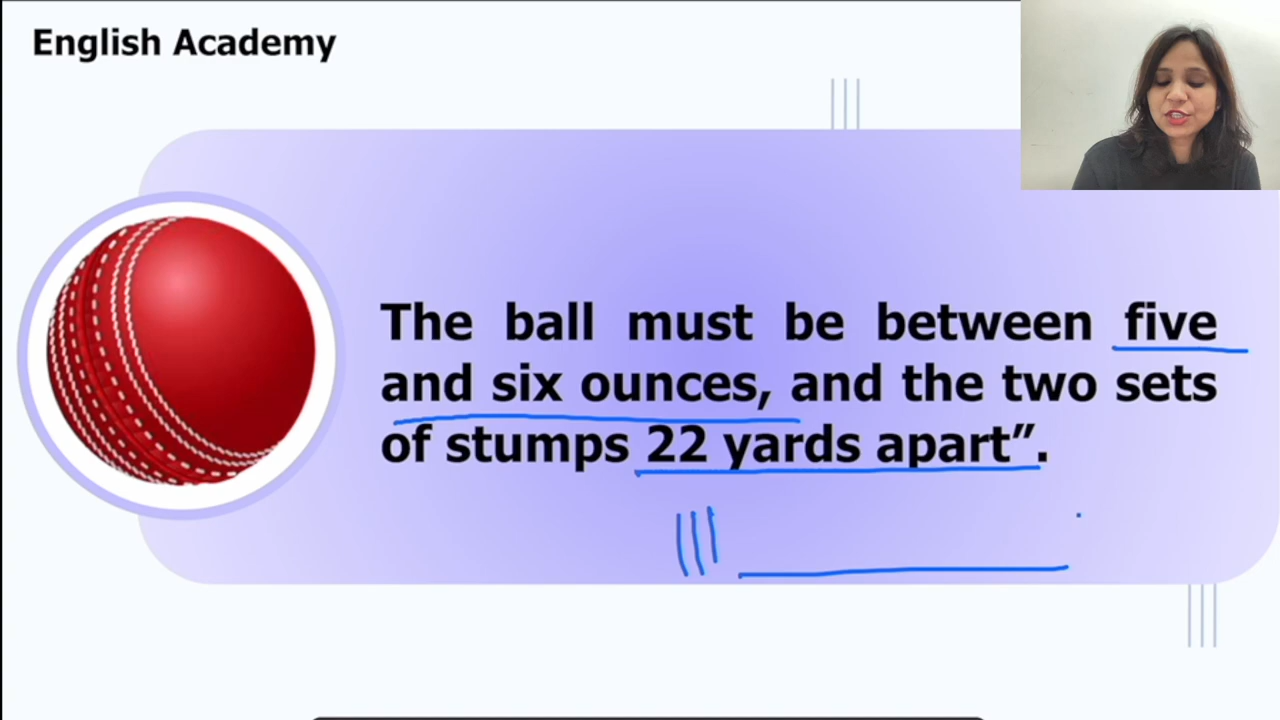 English Academy
The ball must be between five
and six ounces, and the two sets
of stumps 22 yards apart”.